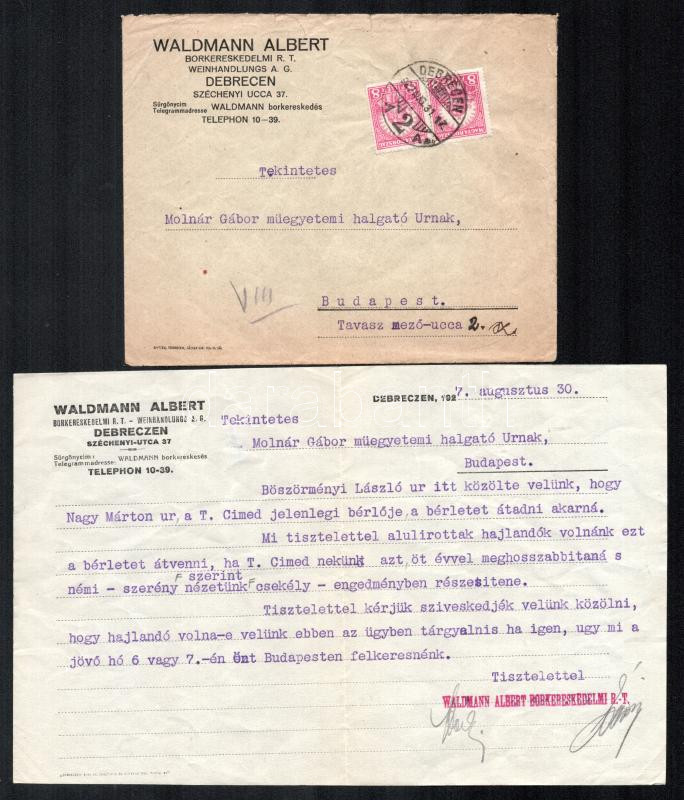 WALDMANN ALBERT
BORKERESKEDELMI R. T.
WEINHANDLUNGS A. G.
DEBRECEN
SZÉCHENYI UCCA 37.
Sürgönycím
Telegrammadresse WALDMANN borkereskedés
TELEPHON 10-39.
DEBRECEN
Tekintetes
Molnár Gábor müegyetemi halgató Urnak,
VIII
Budapest.
Tavasz mező-ucca 2.
WALDMANN ALBERT
BORKERESKEDELMI R. T. - WEINHANDLUNGS A. G.
DEBRECZEN
SZÉCHENYI-UTCA 37
Sürgönycím:
Telegrammadresse: WALDMANN borkereskés
TELEPHON 10-39.
DEBRECZEN, 1927. augusztus 30.
Tekintetes
Molnár Gábor müegyetemi halgató Urnak,
Budapest.
Böszörményi László ur itt közölte velünk, hogy
Nagy Márton ur, a T. Cimed jelenlegi bérlője, a bérletet átadni akarná.
Mi tisztelettel alulirottak hajlandók volnánk ezt
a bérletet átvenni, ha T. Cimed nekünk azt, öt évvel meghosszabbitaná s
szerint
némi - szerény nézetünk csekély - engedményben részesitene.
Tisztelettel kérjük sziveskedjék velünk közölni,
hogy hajlandó volna-e velünk ebben az ügyben tárgyalnis ha igen, ugy mi a
jövő hó 6 vagy 7.-én Önt Budapesten felkeresnénk.
Tisztelettel
WALDMANN ALBERT BORKERESKEDELMI R.-T.